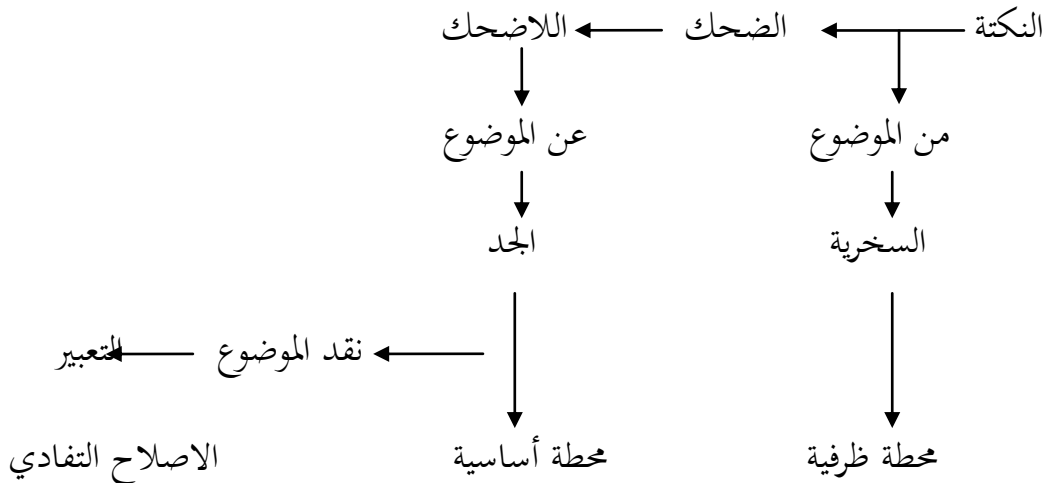 النكتة الضحك اللاضحك
من الموضوع عن الموضوع
السخرية الجد
نقد الموضوع التعبير
محطة ظرفية محطة أساسية الاصلاح التفادي